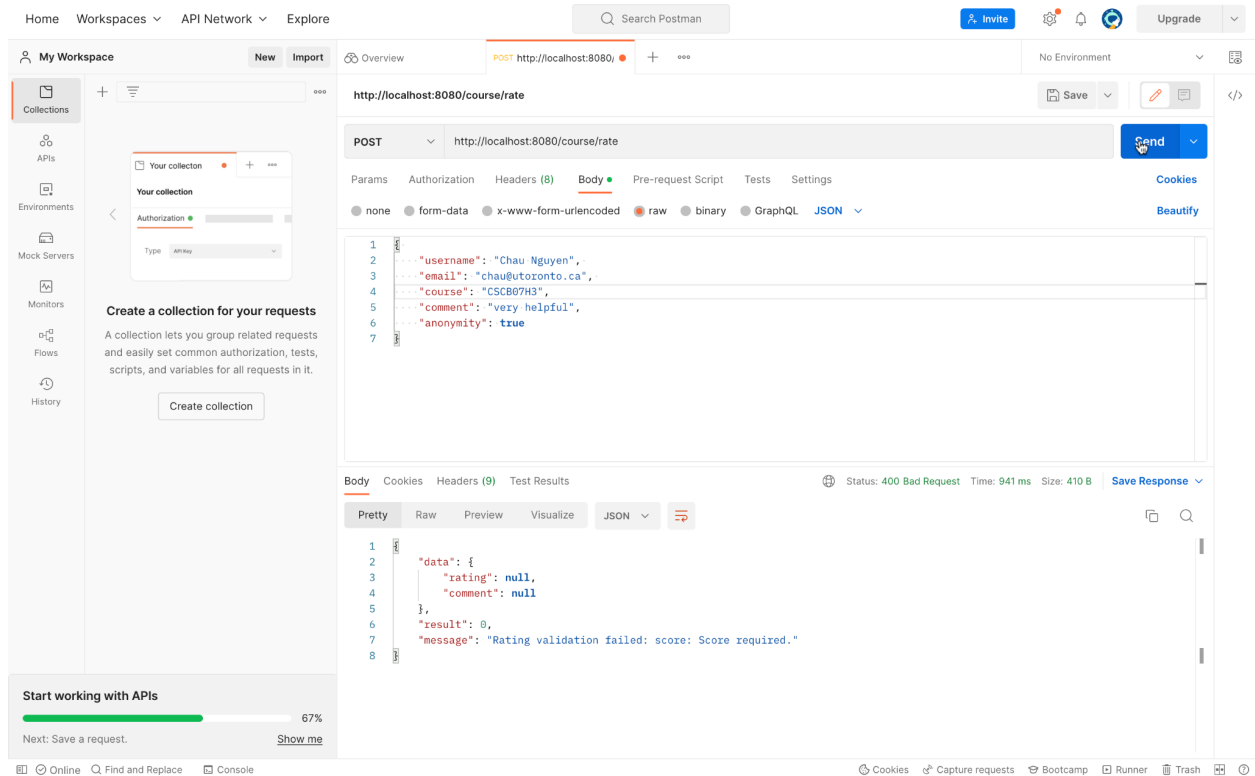 Home Workspaces API Network Explore Search Postman Invite Upgrade
My Workspace New Import Overview POST http://localhost:8080/ No Environment
Collections
APIs
Environments
Mock Servers
Monitors
Flows
History
Your collecton
Your collection
Authorization
Type API Key
Create a collection for your requests
A collection lets you group related requests
and easily set common authorization, tests,
scripts, and variables for all requests in it.
Create collection
Start working with APIs
67%
Next: Save a request. Show me
http://localhost:8080/course/rate Save
POST http://localhost:8080/course/rate Send
Params Authorization Headers (8) Body Pre-request Script Tests Settings Cookies
none form-data x-www-form-urlencoded raw binary GraphQL JSON Beautify
1 {
2 "username": "Chau Nguyen",
3 "email": "chau@utoronto.ca",
4 "course": "CSCB07H3",
5 "comment": "very helpful",
6 "anonymity": true
7 }
Body Cookies Headers (9) Test Results Status: 400 Bad Request Time: 941 ms Size: 410 B Save Response
Pretty Raw Preview Visualize JSON
1 {
2 "data": {
3 "rating": null,
4 "comment": null
5 },
6 "result": 0,
7 "message": "Rating validation failed: score: Score required."
8 }
Online Find and Replace Console Cookies Capture requests Bootcamp Runner Trash